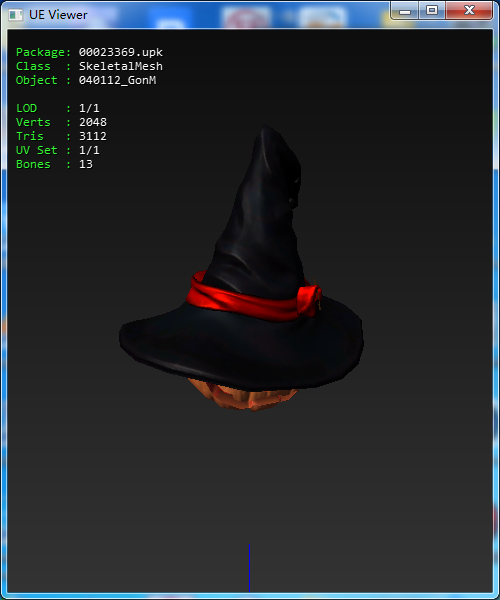 UE Viewer
Package: 00023369.upk
Class : SkeletalMesh
Object : 040112_GonM
LOD : 1/1
Verts : 2048
Tris : 3112
UV Set : 1/1
Bones : 13